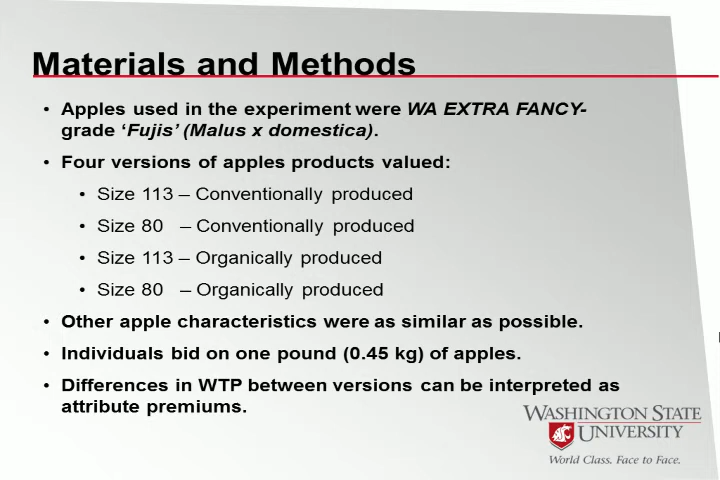 Materials and Methods
• Apples used in the experiment were WA EXTRA FANCY-
grade ‘Fujis’ (Malus x domestica).
• Four versions of apples products valued:
• Size 113 – Conventionally produced
• Size 80 – Conventionally produced
• Size 113 – Organically produced
• Size 80 – Organically produced
• Other apple characteristics were as similar as possible.
• Individuals bid on one pound (0.45 kg) of apples.
• Differences in WTP between versions can be interpreted as
attribute premiums.
WASHINGTON STATE
UNIVERSITY
World Class. Face to Face.